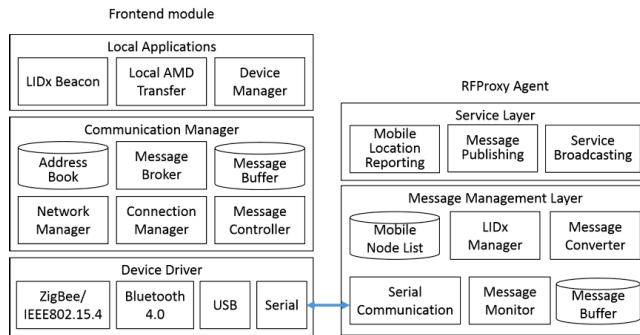 Frontend module
Local Applications
LIDx Beacon
Local AMD
Transfer
Device
Manager
Communication Manager
Address
Book
Message
Broker
Message
Buffer
Network
Manager
Connection
Manager
Message
Controller
Device Driver
ZigBee/
IEEE802.15.4
Bluetooth
4.0
USB
Serial
RFProxy Agent
Service Layer
Mobile
Location
Reporting
Message
Publishing
Service
Broadcasting
Message Management Layer
Mobile
Node List
LIDx
Manager
Message
Converter
Serial
Communication
Message
Monitor
Message
Buffer